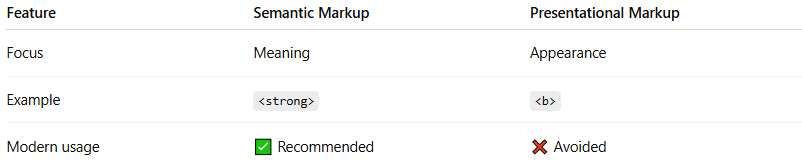 Feature Semantic Markup Presentational Markup
Focus Meaning Appearance
Example <strong> <b>
Modern usage ✅ Recommended ❌ Avoided